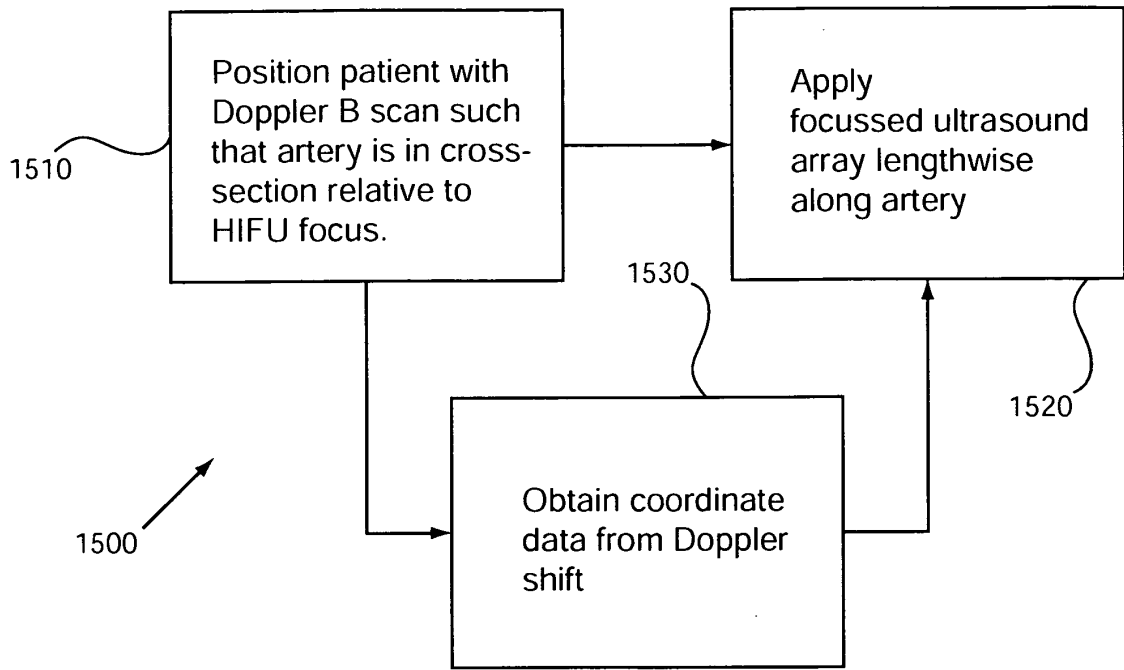 Position patient with
Doppler B scan such
that artery is in cross-
section relative to
HIFU focus.
1510
Apply
focussed ultrasound
array lengthwise
along artery
1520
1530
Obtain coordinate
data from Doppler
shift
1500